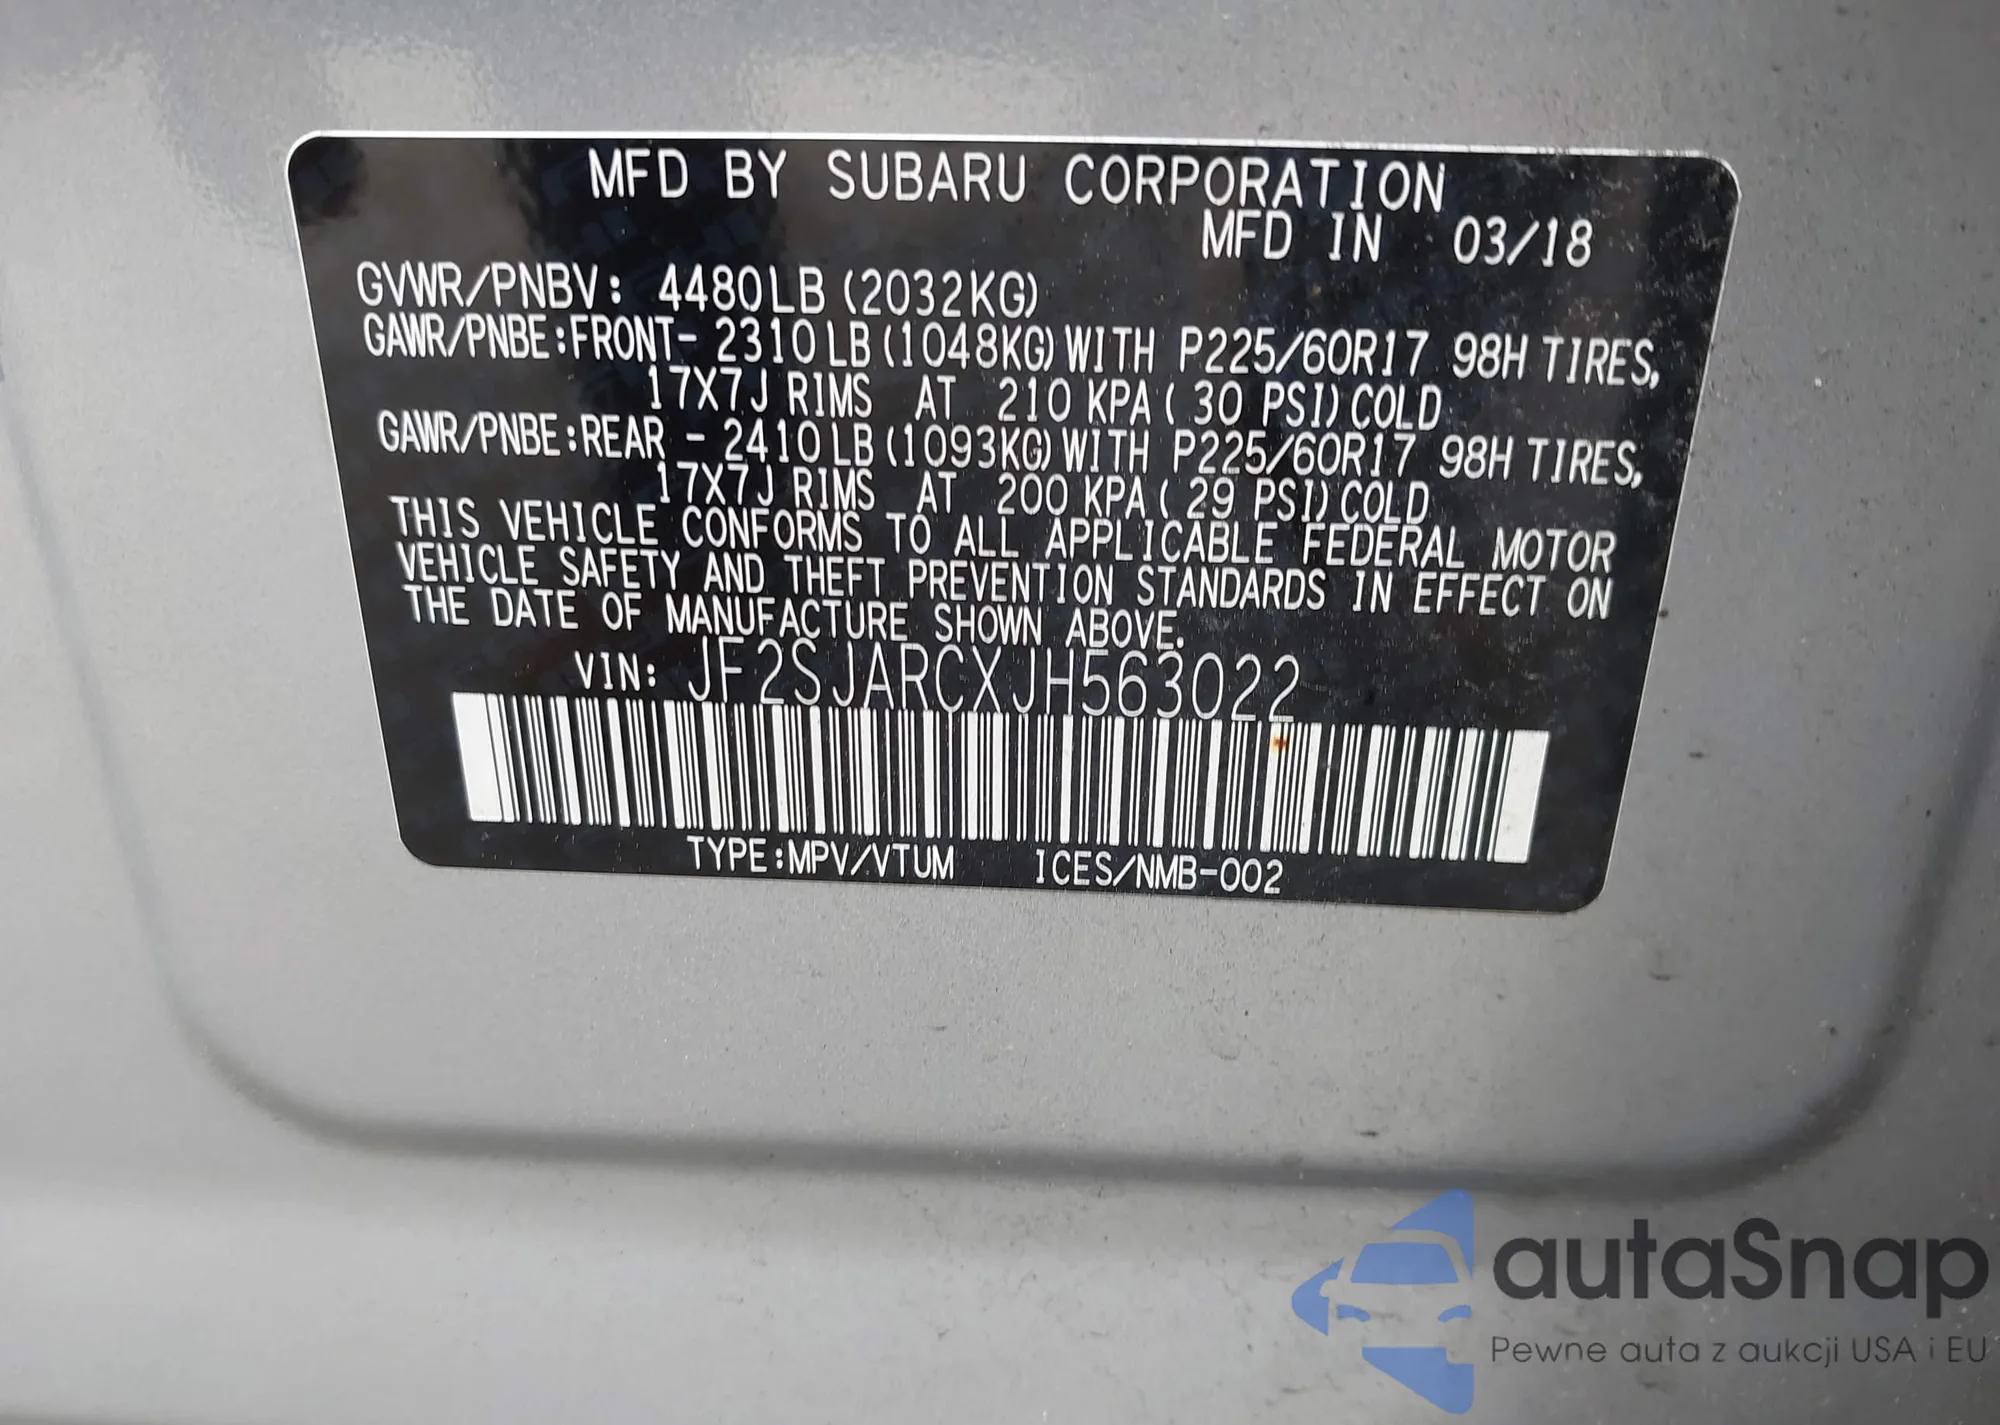 MFD BY SUBARU CORPORATION
MFD IN 03/18
GVWR/PNBV: 4480LB (2032KG)
GAWR/PNBE:FRONT- 2310LB(1048KG)WITH P225/60R17 98H TIRES,
17X7J RIMS AT 210 KPA( 30 PSI)COLD
GAWR/PNBE:REAR - 2410LB(1093KG)WITH P225/60R17 98H TIRES,
17X7J RIMS AT 200 KPA( 29 PSI)COLD
THIS VEHICLE CONFORMS TO ALL APPLICABLE FEDERAL MOTOR
VEHICLE SAFETY AND THEFT PREVENTION STANDARDS IN EFFECT ON
THE DATE OF MANUFACTURE SHOWN ABOVE.
VIN: JF2SJARCXJH563022
TYPE:MPV/VTUM ICES/NMB-002
autaSnap
Pewne auta z aukcji USA i EU